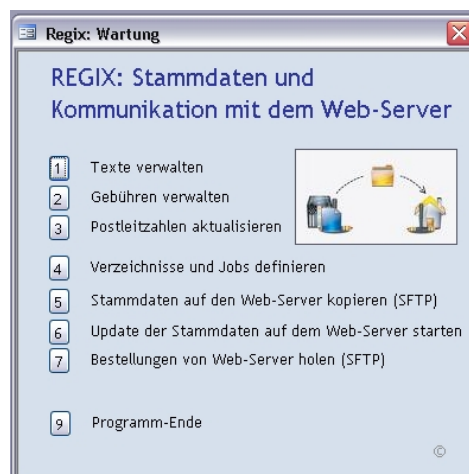 Regix: Wartung
REGIX: Stammdaten und
Kommunikation mit dem Web-Server
1 Texte verwalten
2 Gebühren verwalten
3 Postleitzahlen aktualisieren
4 Verzeichnisse und Jobs definieren
5 Stammdaten auf den Web-Server kopieren (SFTP)
6 Update der Stammdaten auf dem Web-Server starten
7 Bestellungen von Web-Server holen (SFTP)
9 Programm-Ende
©